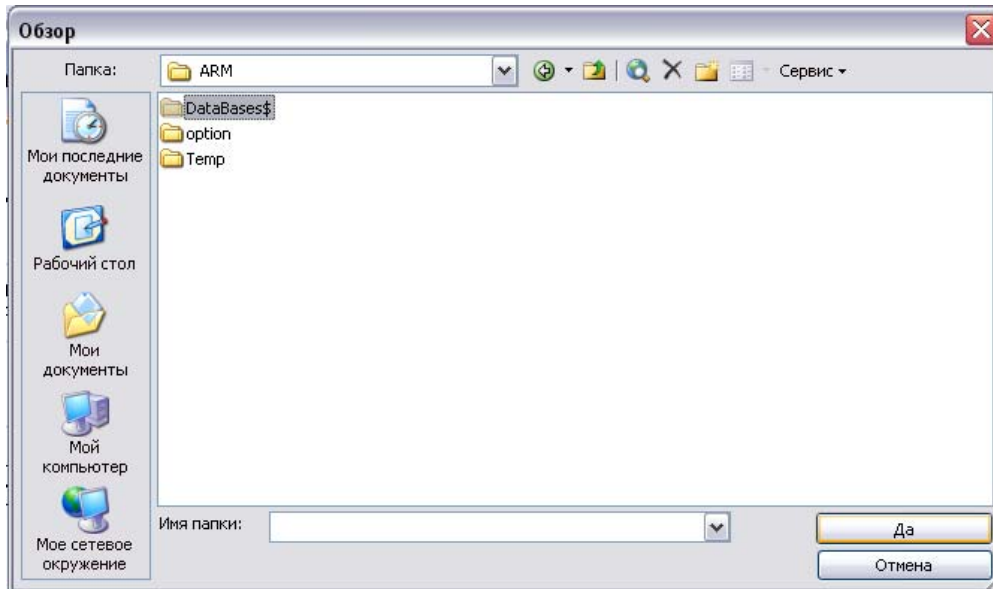 Обзор
Папка:
ARM
Сервис
DataBases$
option
Temp
Мои последние
документы
Рабочий стол
Мои
документы
Мой
компьютер
Мое сетевое
окружение
Имя папки:
Да
Отмена